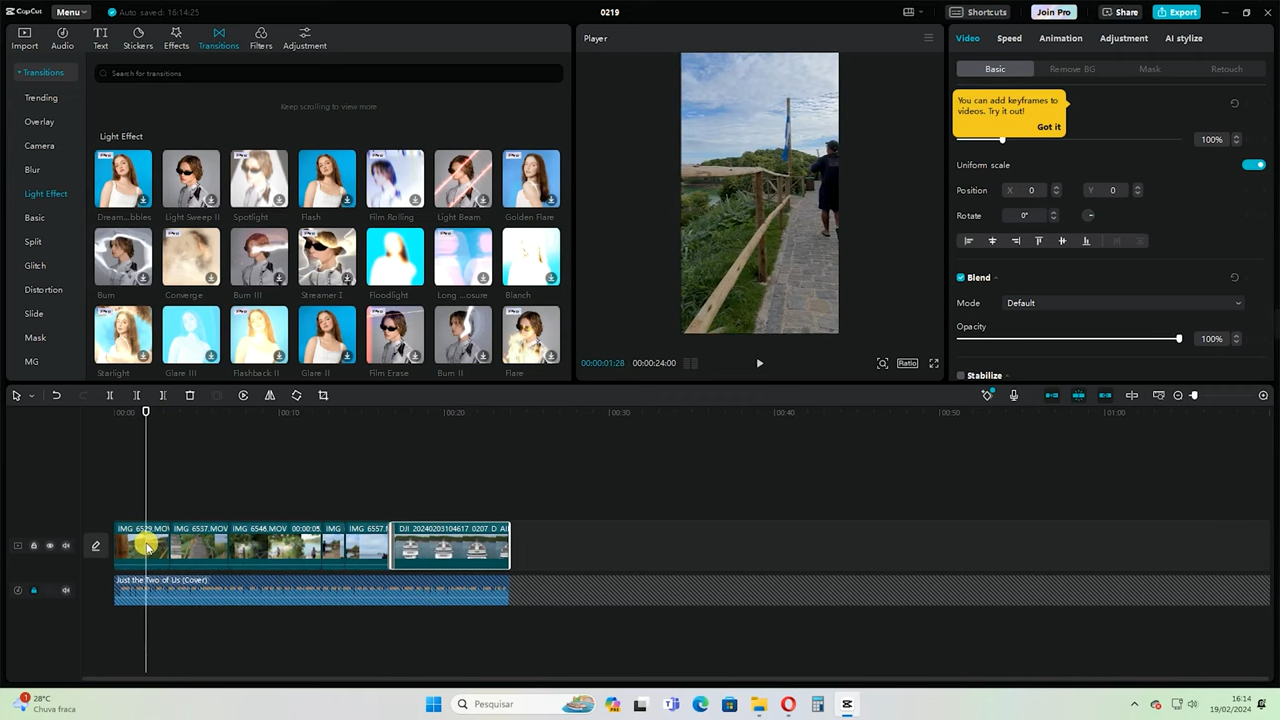 CapCut
Menu
Auto saved: 16:14:25
0219
Shortcuts
Join Pro
Share
Export
Import
Audio
Text
Stickers
Effects
Transitions
Filters
Adjustment
Transitions
Trending
Overlay
Camera
Blur
Light Effect
Basic
Split
Glitch
Distortion
Slide
Mask
MG
Search for transitions
Keep scrolling to view more
Light Effect
Dream...bbles
Light Sweep II
Spotlight
Flash
Film Rolling
Light Beam
Golden Flare
Burn
Converge
Burn III
Streamer I
Floodlight
Long ...osure
Blanch
Starlight
Glare III
Flashback II
Glare II
Film Erase
Burn II
Flare
Player
00:00:01:28
00:00:24:00
Ratio
Video
Speed
Animation
Adjustment
AI stylize
Basic
Remove BG
Mask
Retouch
You can add keyframes to
videos. Try it out!
Got it
100%
Uniform scale
Position
X
0
Y
0
Rotate
0°
Blend
Mode
Default
Opacity
100%
Stabilize
00:00
00:10
00:20
00:30
00:40
00:50
01:00
IMG 6529.MOV
IMG 6537.MOV
IMG 6546.MOV
00:00:05
IMG
IMG 6557.
DJI 20240203104617 0207 D
Just the Two of Us (Cover)
1
28°C
Chuva fraca
Pesquisar
16:14
19/02/2024